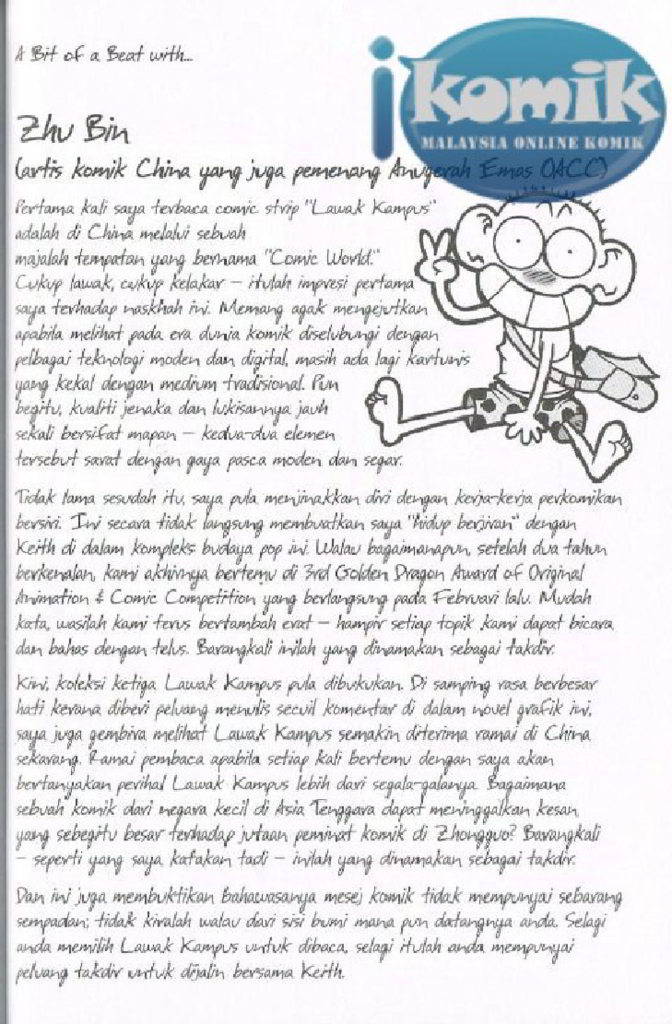 A Bit of a Beat with...
ikomik
MALAYSIA ONLINE KOMIK
Zhu Bin
(artis komik China yang juga pemenang Anugerah Emas OACC)
Pertama kali saya terbaca comic strip "Lawak Kampus"
adalah di China melalui sebuah
majalah tempatan yang bernama "Comic World."
Cukup lawak, cukup kelakar – itulah impresi pertama
saya terhadap naskhah ini. Memang agak mengejutkan
apabila melihat pada era dunia komik diselubungi dengan
pelbagai teknologi moden dan digital, masih ada lagi kartunis
yang kekal dengan medium tradisional. Pun
begitu, kualiti jenaka dan lukisannya jauh
sekali bersifat mapan – kedua-dua elemen
tersebut sarat dengan gaya pasca moden dan segar.
Tidak lama sesudah itu, saya pula menjinakkan diri dengan kerja-kerja perkomikan
bersiri. Ini secara tidak langsung membuatkan saya "hidup berjiran" dengan
Keith di dalam kompleks budaya pop ini. Walau bagaimanapun, setelah dua tahun
berkenalan, kami akhirnya bertemu di 3rd Golden Dragon Award of Original
Animation & Comic Competition yang berlangsung pada Februari lalu. Mudah
kata, wasilah kami terus bertambah erat – hampir setiap topik kami dapat bicara
dan bahas dengan telus. Barangkali inilah yang dinamakan sebagai takdir.
Kini, koleksi ketiga Lawak Kampus pula dibukukan. Di samping rasa berbesar
hati kerana diberi peluang menulis secuil komentar di dalam novel grafik ini,
saya juga gembira melihat Lawak Kampus semakin diterima ramai di China
sekarang. Ramai pembaca apabila setiap kali bertemu dengan saya akan
bertanyakan perihal Lawak Kampus lebih dari segala-galanya. Bagaimana
sebuah komik dari negara kecil di Asia Tenggara dapat meninggalkan kesan
yang sebegitu besar terhadap jutaan peminat komik di Zhongguo? Barangkali
– seperti yang saya katakan tadi – inilah yang dinamakan sebagai takdir.
Dan ini juga membuktikan bahawasanya mesej komik tidak mempunyai sebarang
sempadan; tidak kiralah walau dari sisi bumi mana pun datangnya anda. Selagi
anda memilih Lawak Kampus untuk dibaca, selagi itulah anda mempunyai
peluang takdir untuk dijalin bersama Keith.